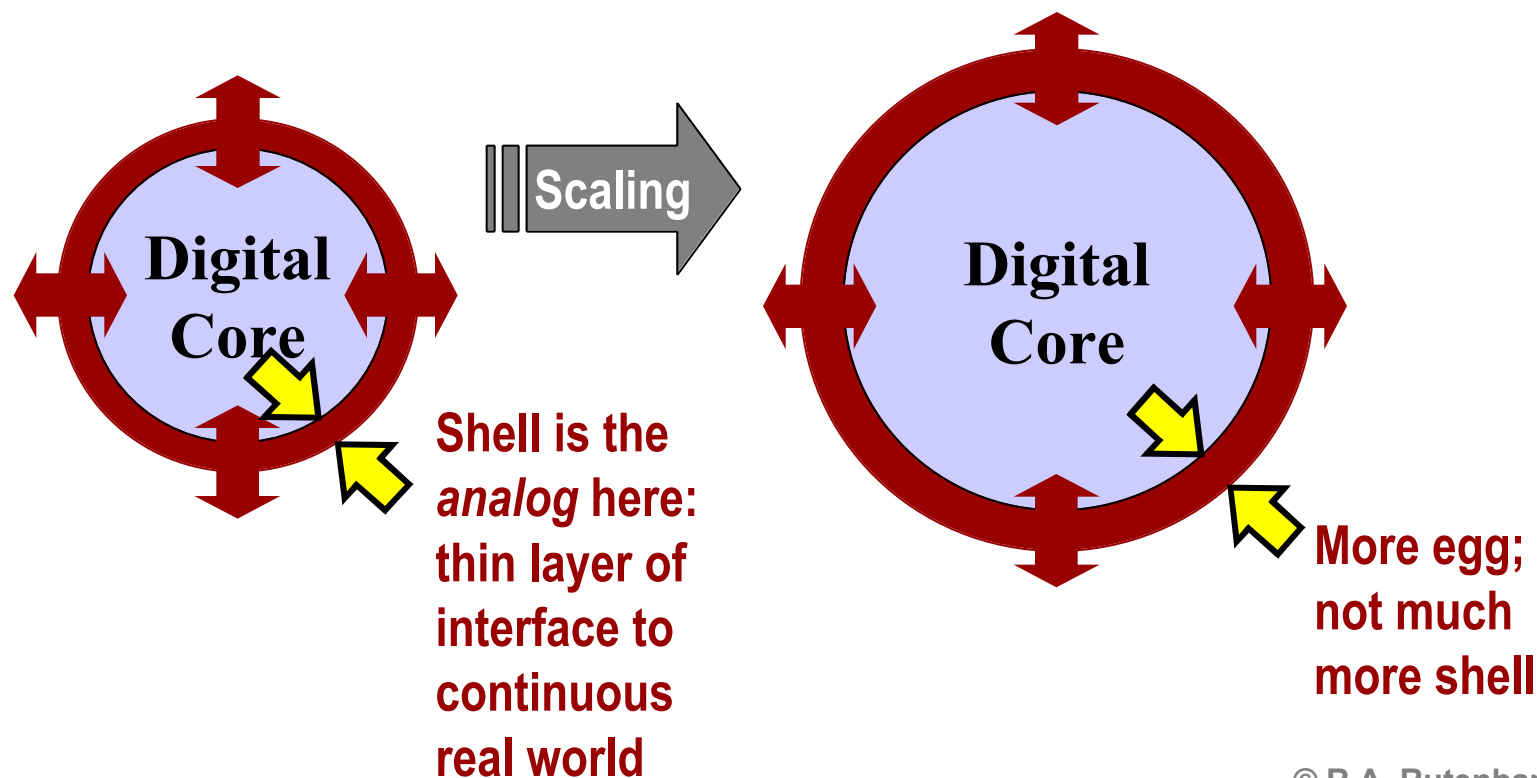 Digital
Core
Scaling
Digital
Core
Shell is the
analog here:
thin layer of
interface to
continuous
real world
More egg;
not much
more shell
© R.A.